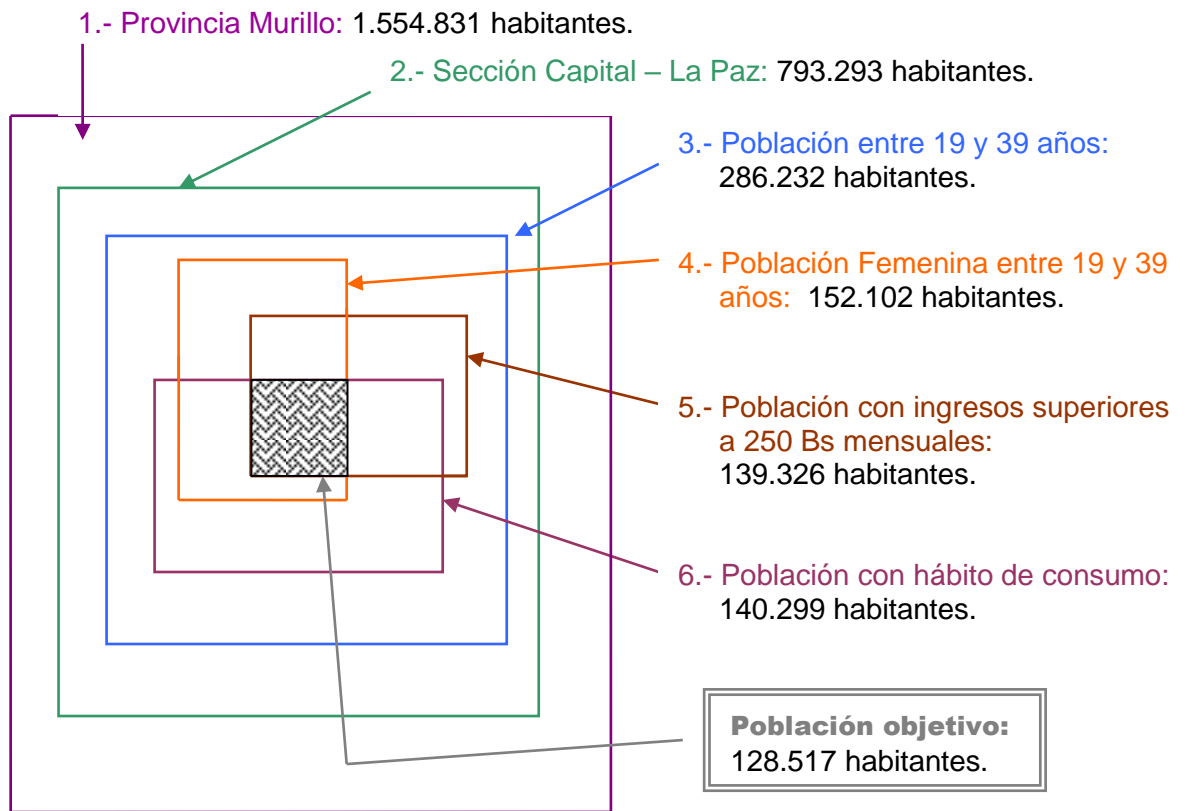 1.- Provincia Murillo: 1.554.831 habitantes.
2.- Sección Capital – La Paz: 793.293 habitantes.
3.- Población entre 19 y 39 años:
286.232 habitantes.
4.- Población Femenina entre 19 y 39
años: 152.102 habitantes.
5.- Población con ingresos superiores
a 250 Bs mensuales:
139.326 habitantes.
6.- Población con hábito de consumo:
140.299 habitantes.
Población objetivo:
128.517 habitantes.